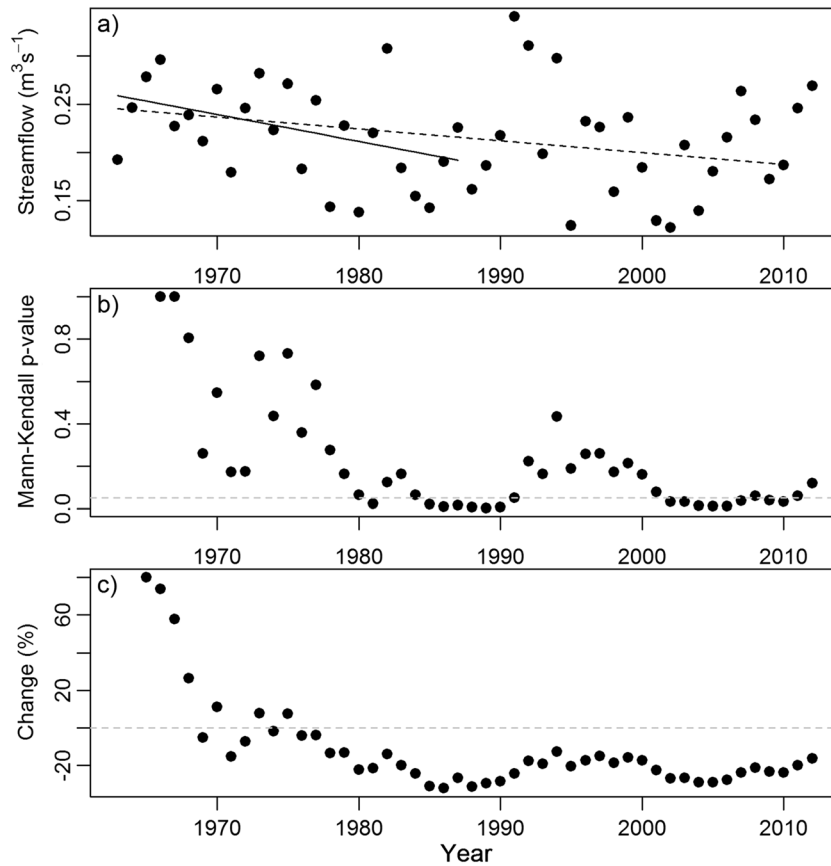 a)
Streamflow (m³s⁻¹)
0.25
0.15
1970 1980 1990 2000 2010
b)
Mann-Kendall p-value
0.8
0.4
0.0
1970 1980 1990 2000 2010
c)
Change (%)
60
20
-20
1970 1980 1990 2000 2010
Year